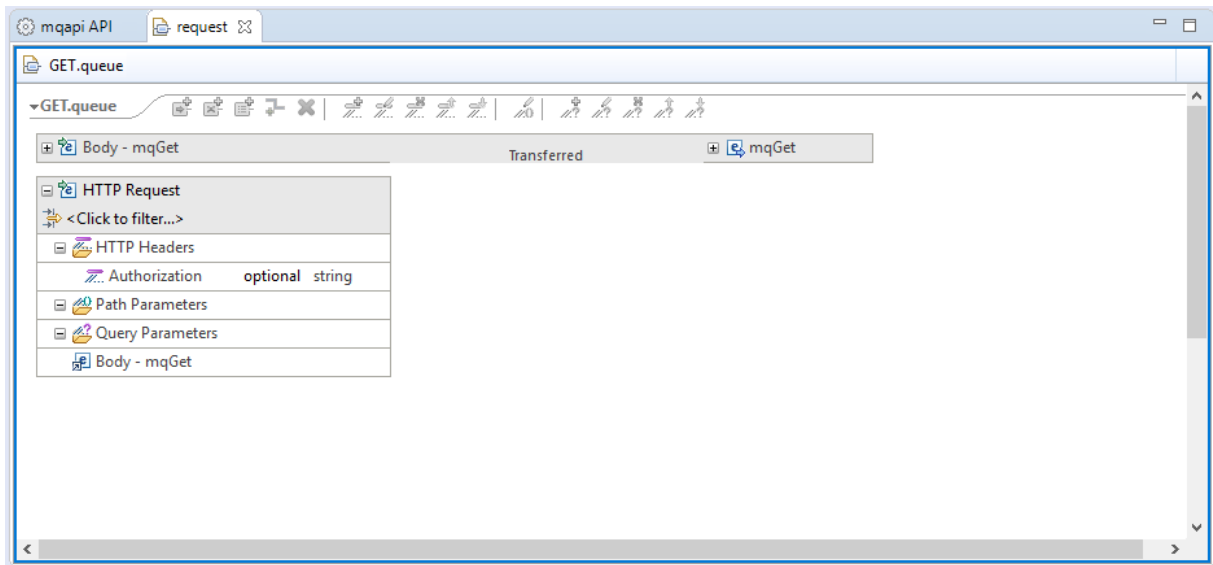 mqapi API request
GET.queue
GET.queue
Body - mqGet Transferred mqGet
HTTP Request
<Click to filter...>
HTTP Headers
Authorization optional string
Path Parameters
Query Parameters
Body - mqGet